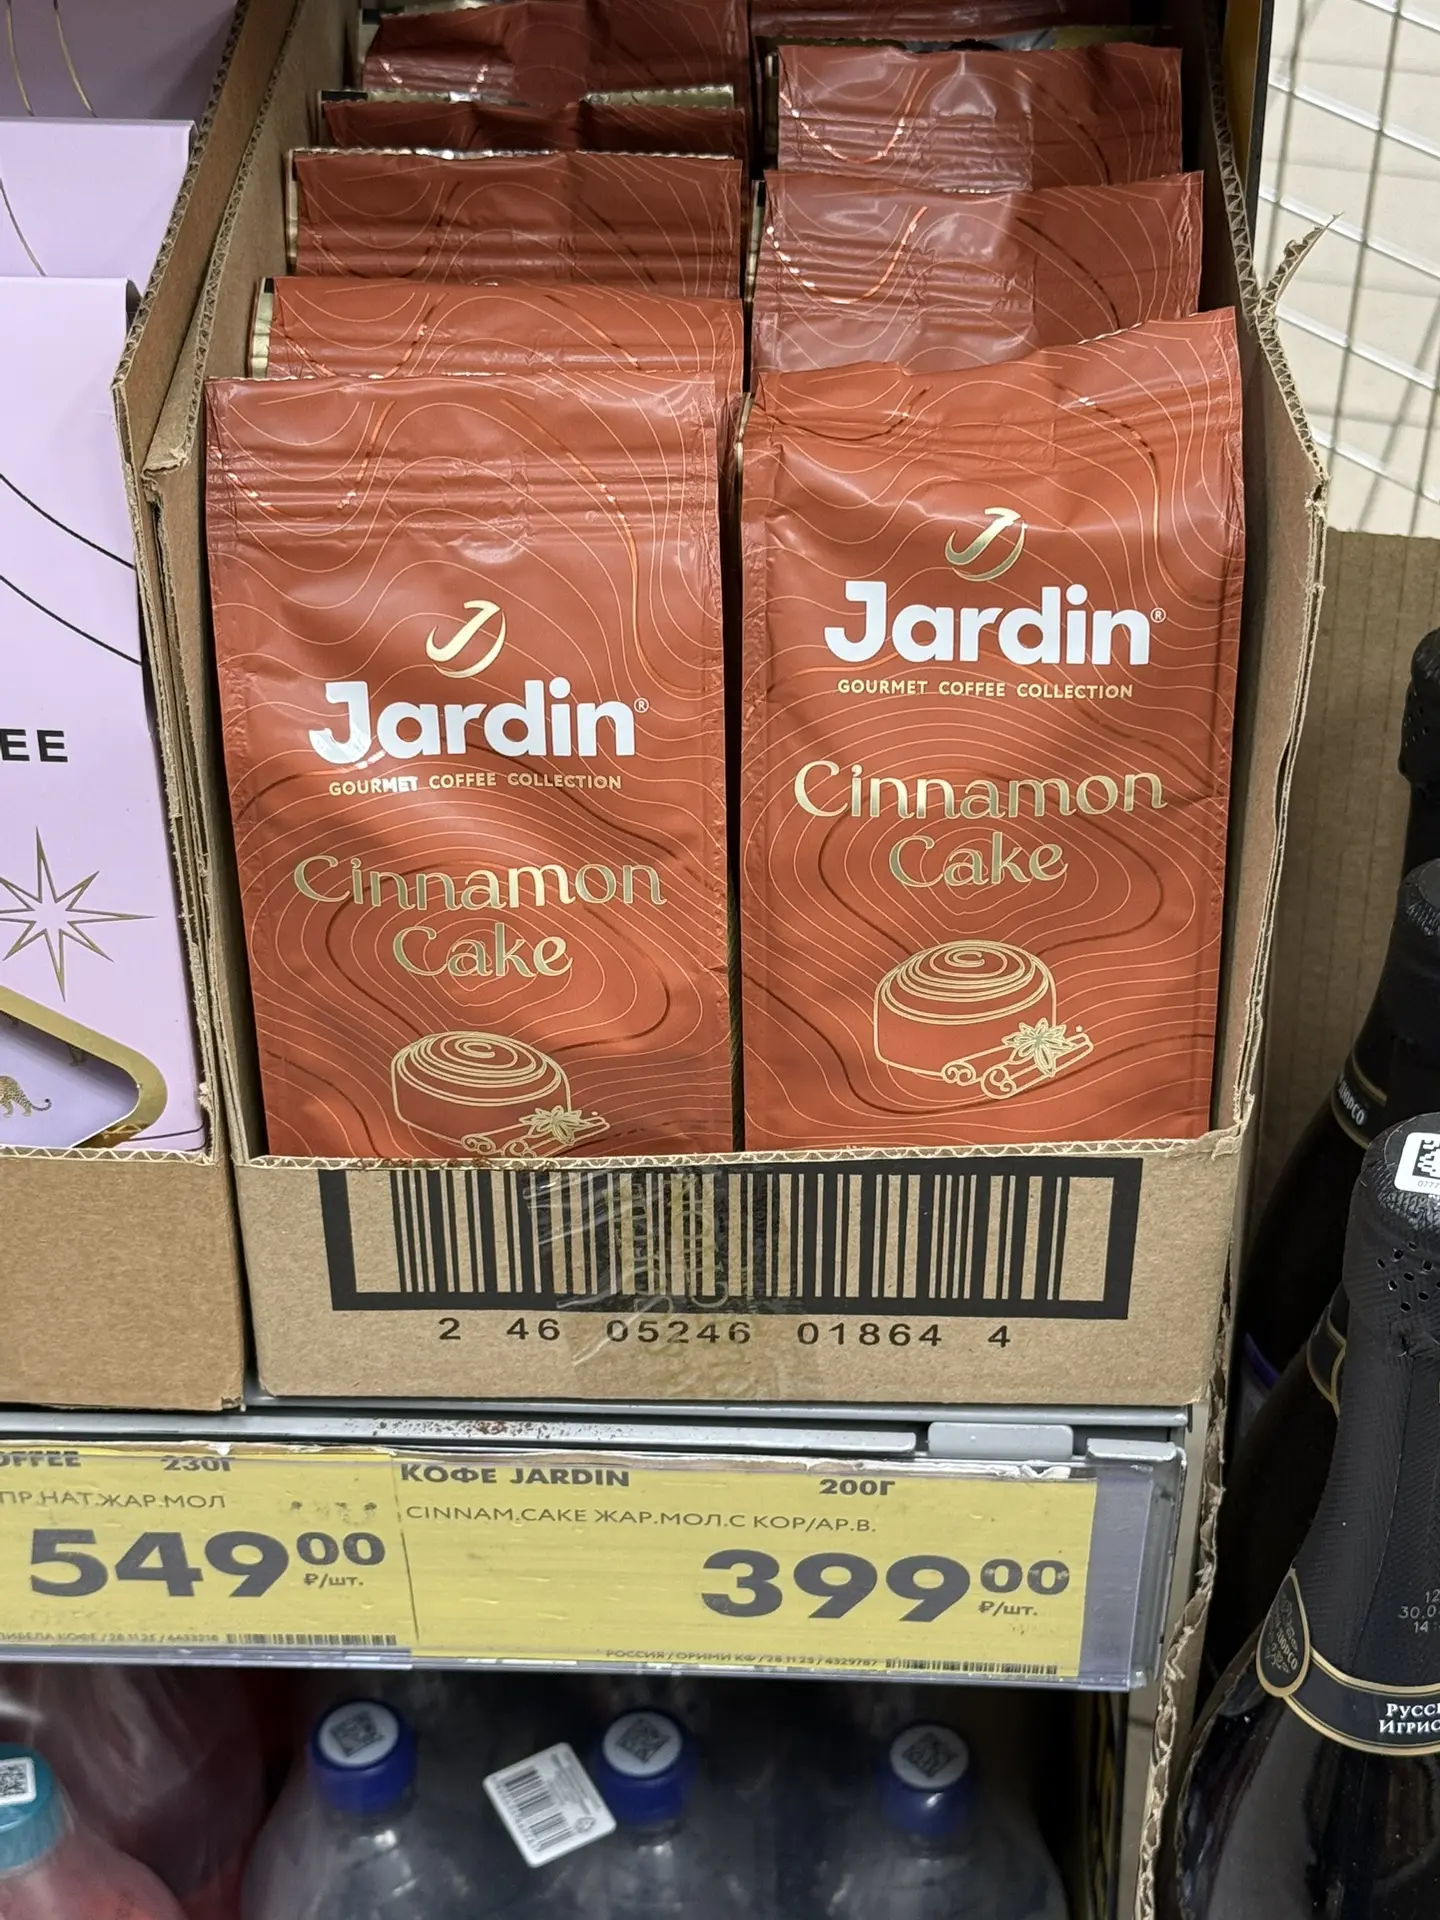 EE
Jardin®
GOURMET COFFEE COLLECTION
Cinnamon
Cake
Jardin®
GOURMET COFFEE COLLECTION
Cinnamon
Cake
2 46 05246 01864 4
OFFEE 230Г
ПР.НАТ.ЖАР.МОЛ
549 00
₽/шт.
КОФЕ JARDIN 200Г
CINNAM.CAKE ЖАР.МОЛ.С КОР/АР.В.
399 00
₽/шт.
РОССИЯ/ОРИМИ КФ/28.11.25/4329787
РУСС
ИГРИС